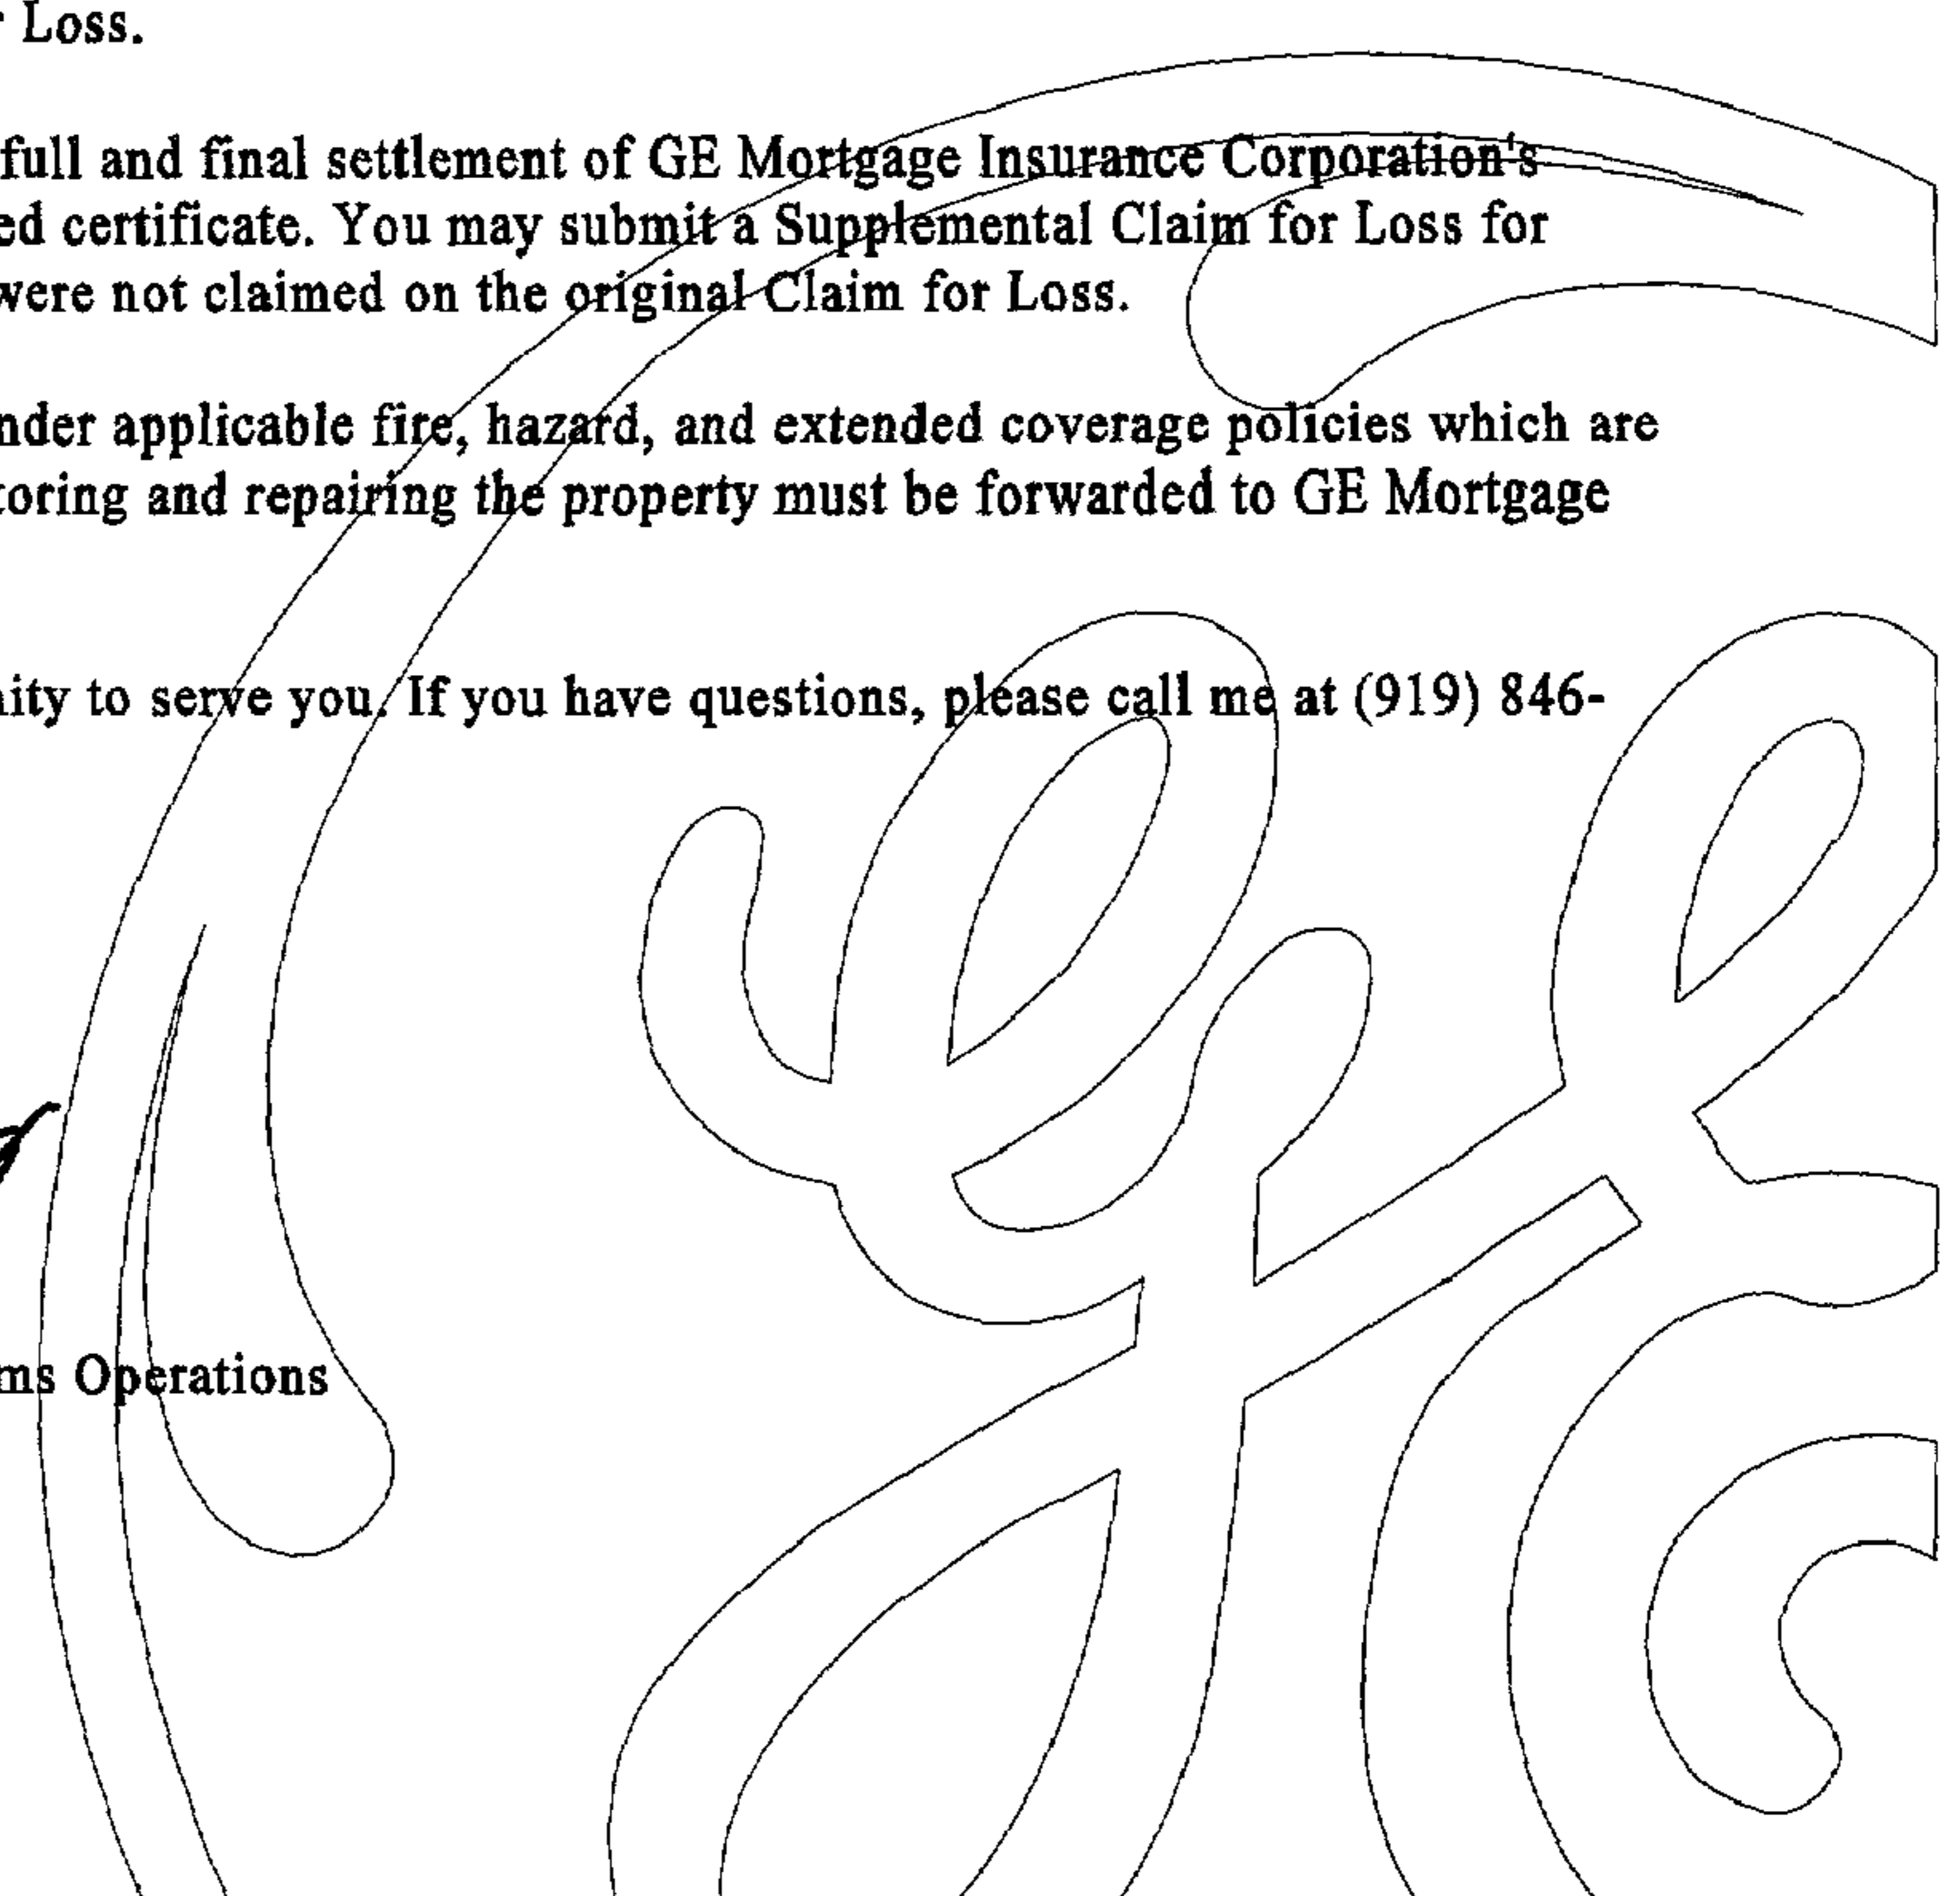 Loss.
full and final settlement of GE Mortgage Insurance Corporation's
ed certificate. You may submit a Supplemental Claim for Loss for
were not claimed on the original Claim for Loss.
nder applicable fire, hazard, and extended coverage policies which are
toring and repairing the property must be forwarded to GE Mortgage
nity to serve you. If you have questions, please call me at (919) 846-
ms Operations